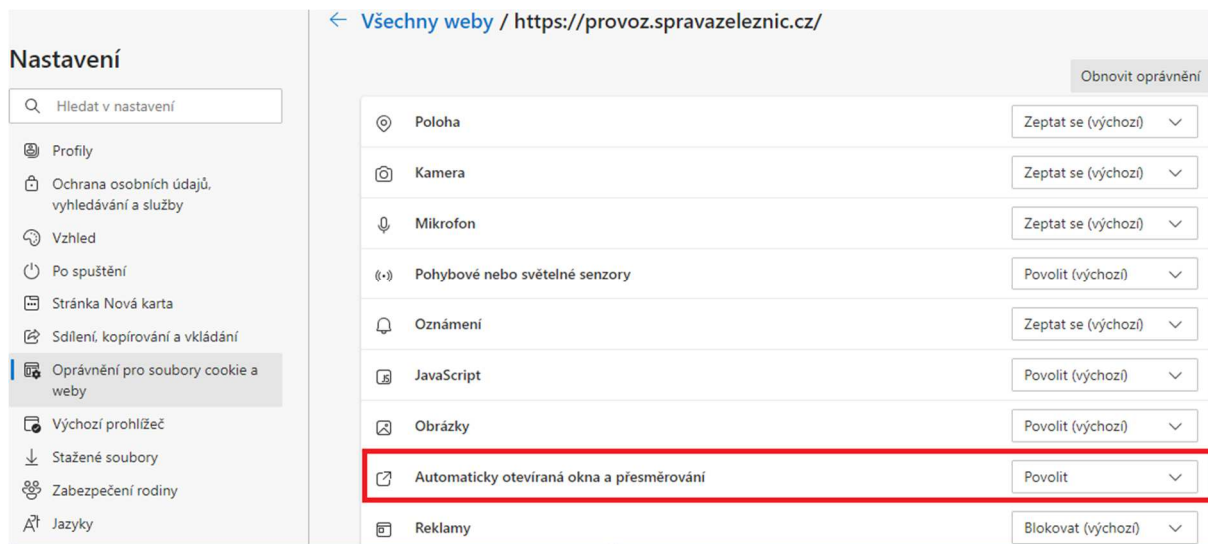 Všechny weby / https://provoz.spravazeleznic.cz/
Nastavení
Obnovit oprávnění
Hledat v nastavení
Profily
Ochrana osobních údajů,
vyhledávání a služby
Vzhled
Po spuštění
Stránka Nová karta
Sdílení, kopírování a vkládání
Oprávnění pro soubory cookie a
weby
Výchozí prohlížeč
Stažené soubory
Zabezpečení rodiny
Jazyky
Poloha Zeptat se (výchozí)
Kamera Zeptat se (výchozí)
Mikrofon Zeptat se (výchozí)
Pohybové nebo světelné senzory Povolit (výchozí)
Oznámení Zeptat se (výchozí)
JavaScript Povolit (výchozí)
Obrázky Povolit (výchozí)
Automaticky otevíraná okna a přesměrování Povolit
Reklamy Blokovat (výchozí)